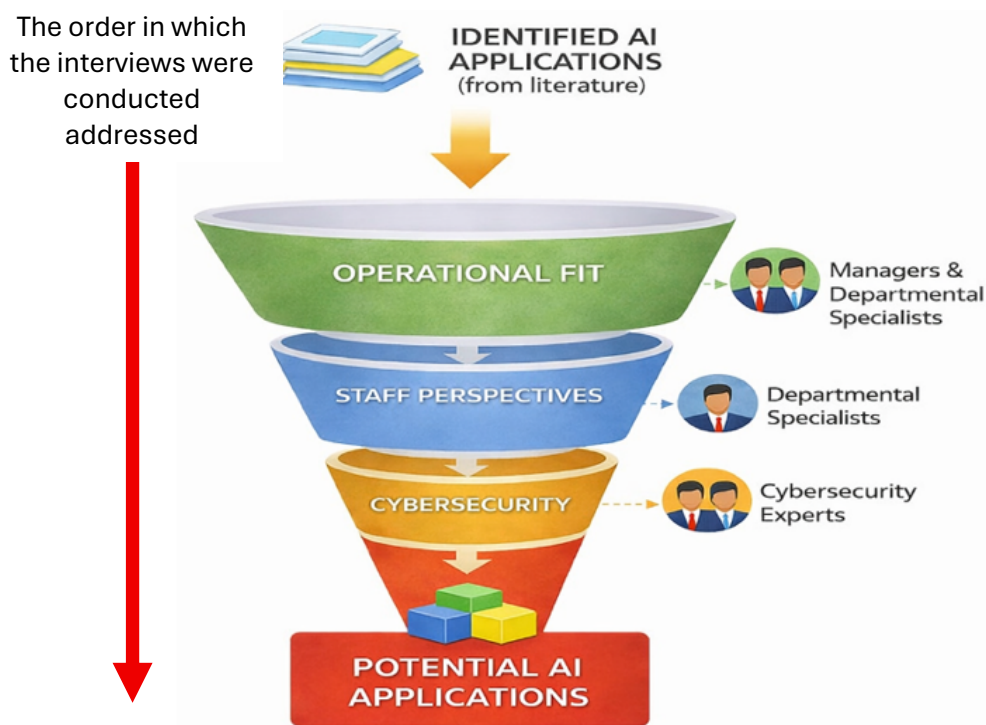 The order in which
the interviews were
conducted
addressed
IDENTIFIED AI
APPLICATIONS
(from literature)
OPERATIONAL FIT
Managers &
Departmental
Specialists
STAFF PERSPECTIVES
Departmental
Specialists
CYBERSECURITY
Cybersecurity
Experts
POTENTIAL AI
APPLICATIONS